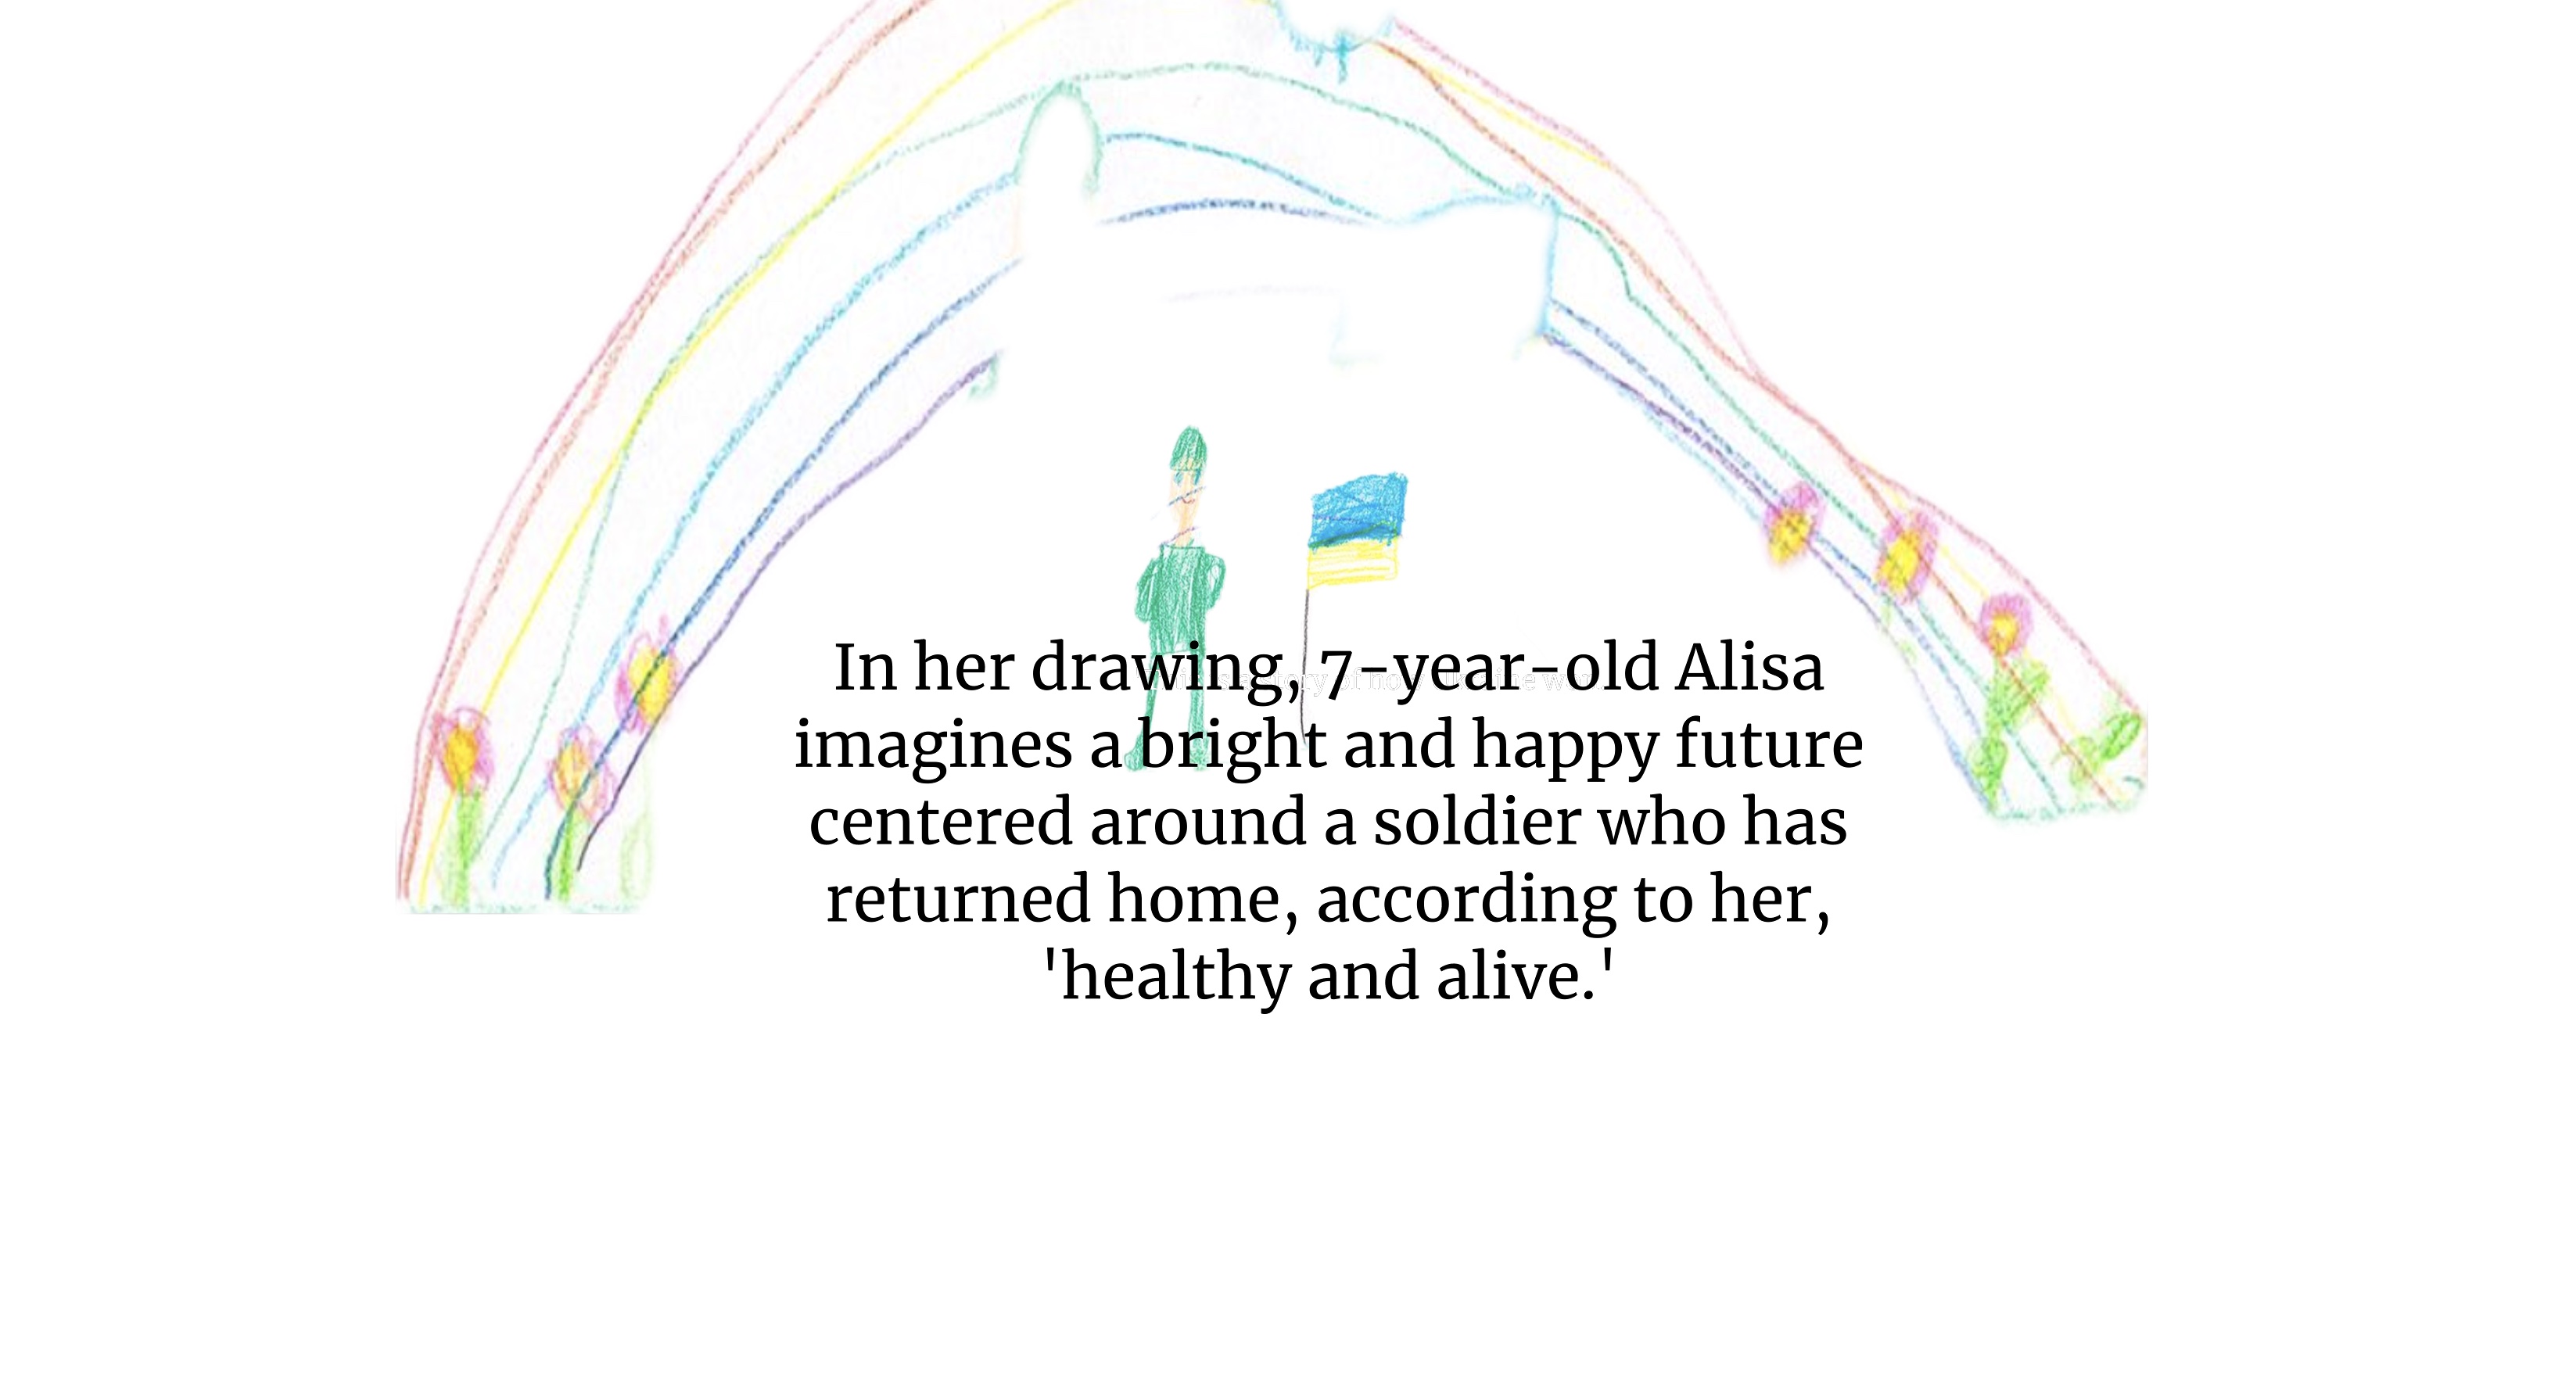 In her drawing, 7-year-old Alisa
imagines a bright and happy future
centered around a soldier who has
returned home, according to her,
'healthy and alive.'